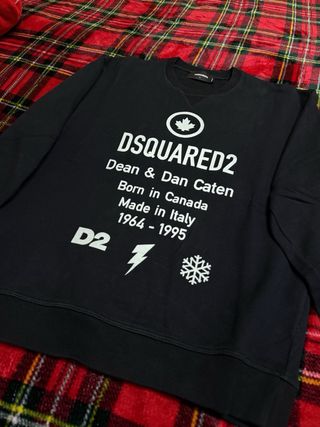 DSQUARED2
Dean & Dan Caten
Born in Canada
Made in Italy
1964 - 1995
D2